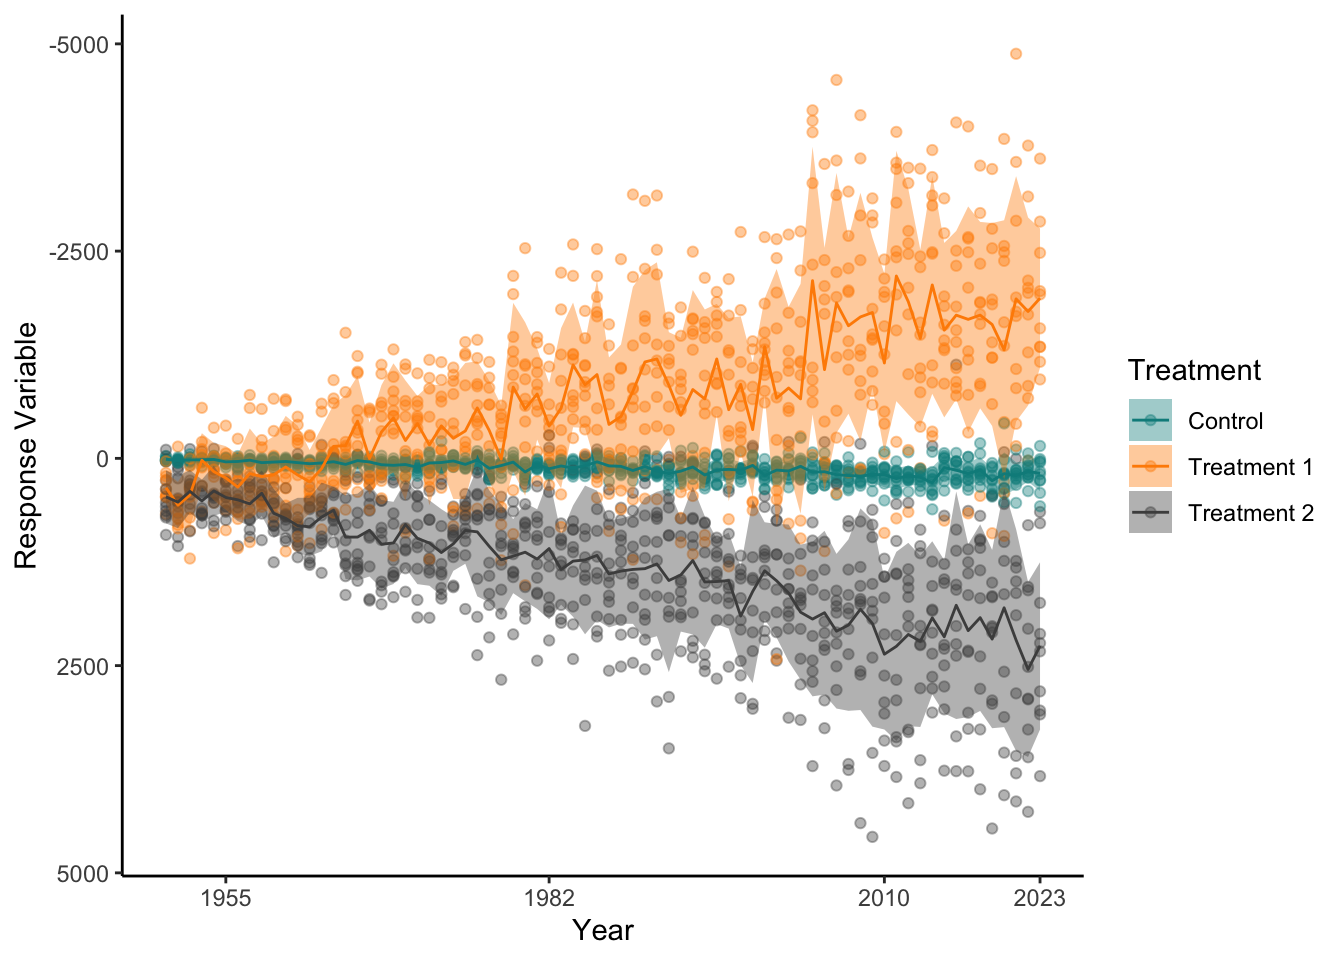 -5000
-2500
0
2500
5000
Response Variable
1955
1982
2010
2023
Year
Treatment
Control
Treatment 1
Treatment 2